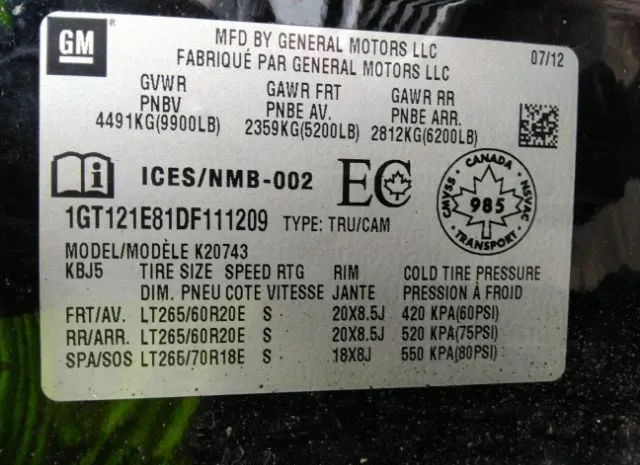 GM
MFD BY GENERAL MOTORS LLC
FABRIQUÉ PAR GENERAL MOTORS LLC
07/12
GVWR GAWR FRT GAWR RR
PNBV PNBE AV. PNBE ARR.
4491KG(9900LB) 2359KG(5200LB) 2812KG(6200LB)
i ICES/NMB-002 EC
CANADA
CMVSS NSVAC
985
TRANSPORT
1GT121E81DF111209 TYPE: TRU/CAM
MODEL/MODÈLE K20743
KBJ5 TIRE SIZE SPEED RTG RIM COLD TIRE PRESSURE
DIM. PNEU COTE VITESSE JANTE PRESSION À FROID
FRT/AV. LT265/60R20E S 20X8.5J 420 KPA(60PSI)
RR/ARR. LT265/60R20E S 20X8.5J 520 KPA(75PSI)
SPA/SOS LT265/70R18E S 18X8J 550 KPA(80PSI)